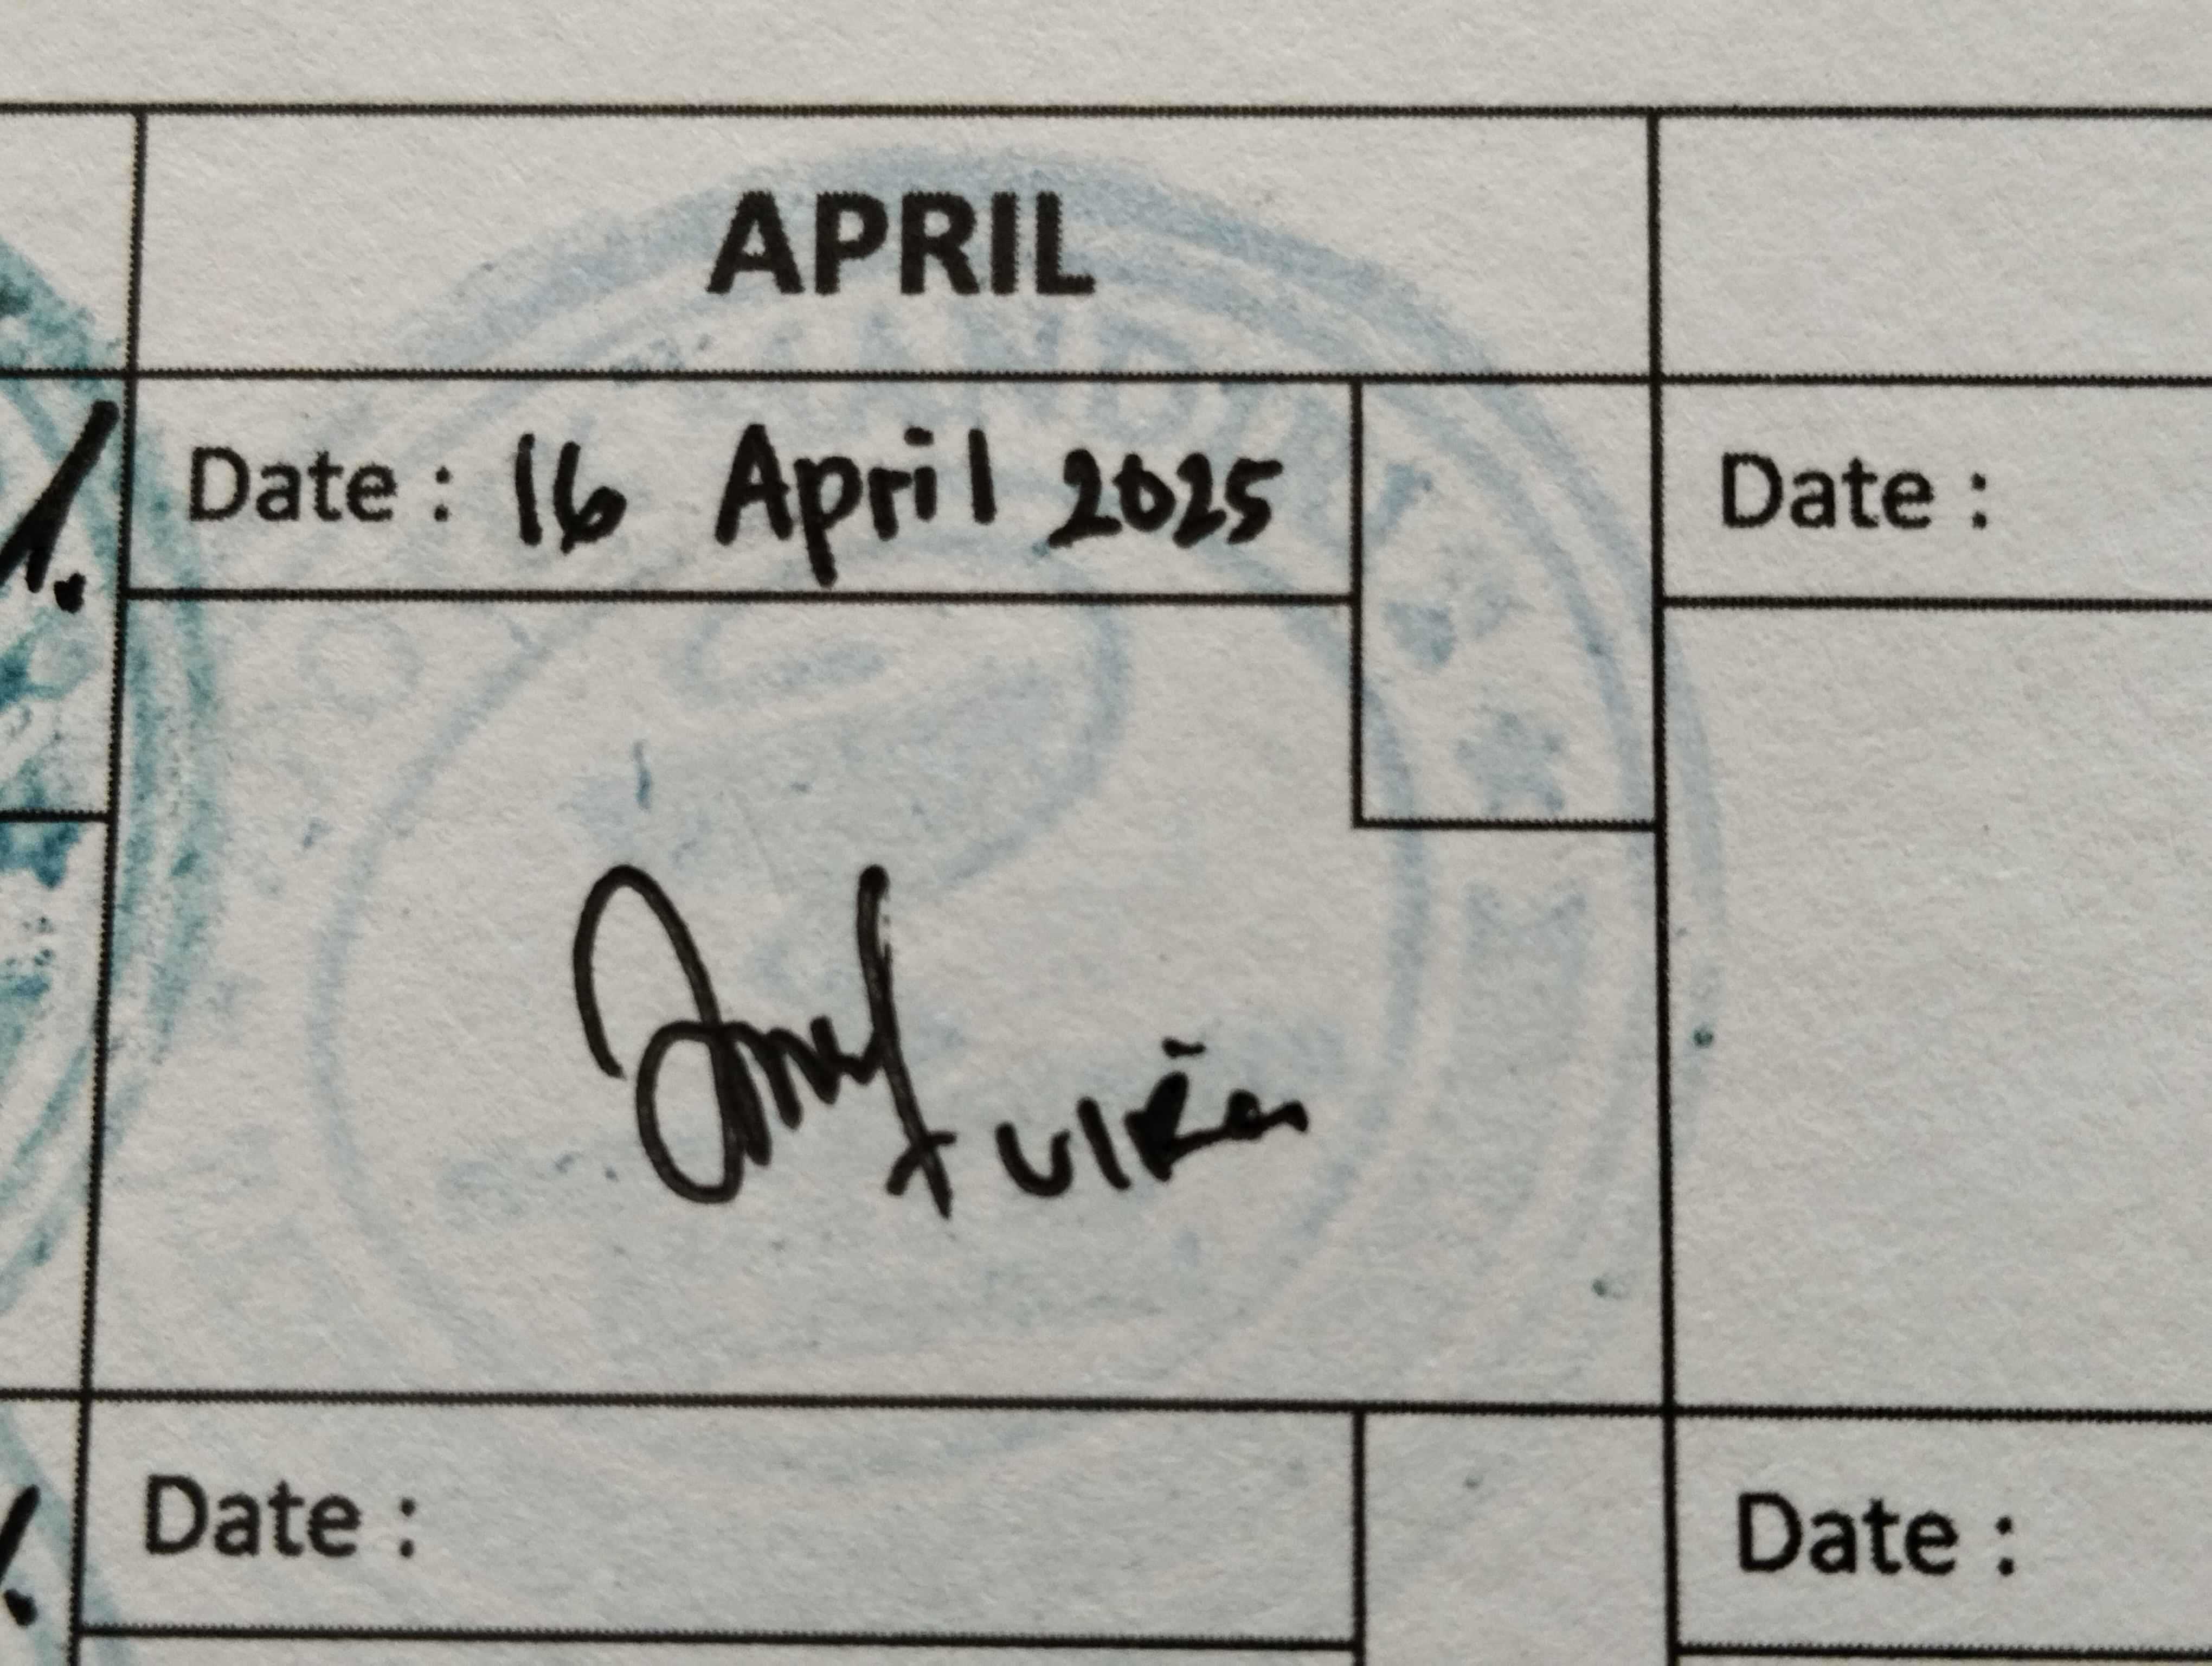 APRIL
Date : 16 April 2025
Date :
Date :
Date :